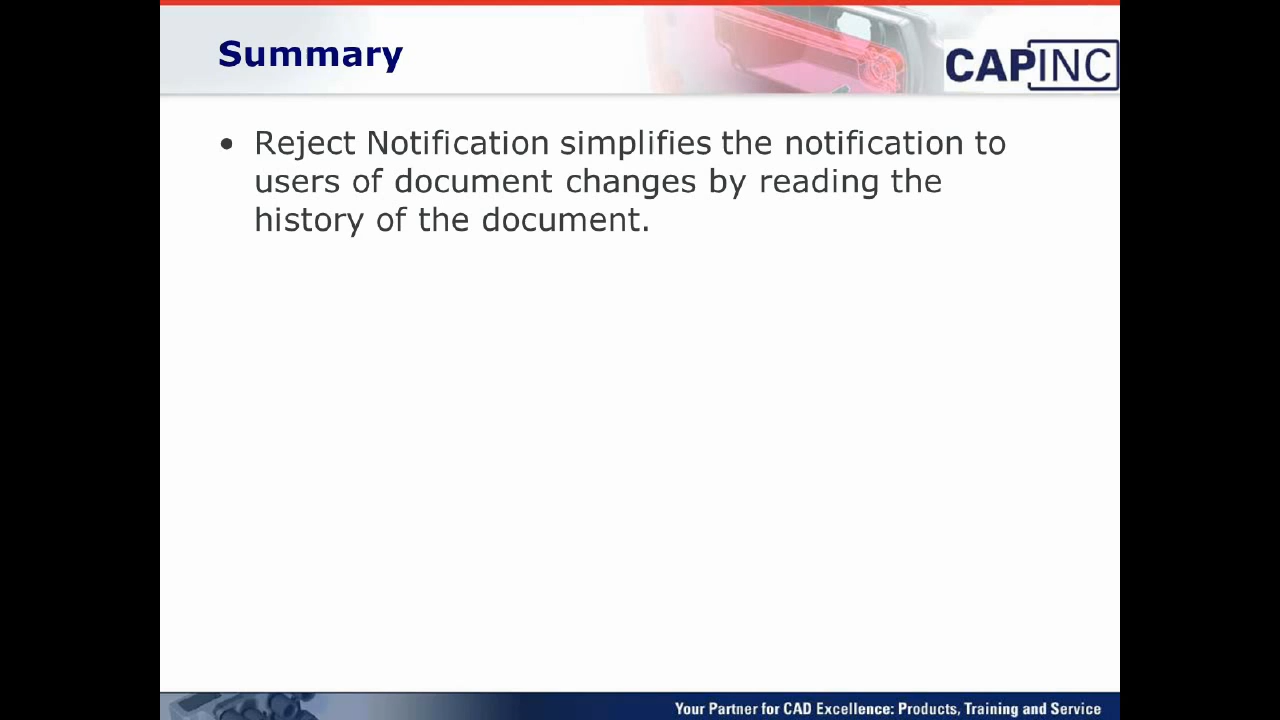 Summary
CAPINC
• Reject Notification simplifies the notification to
users of document changes by reading the
history of the document.
Your Partner for CAD Excellence: Products, Training and Service